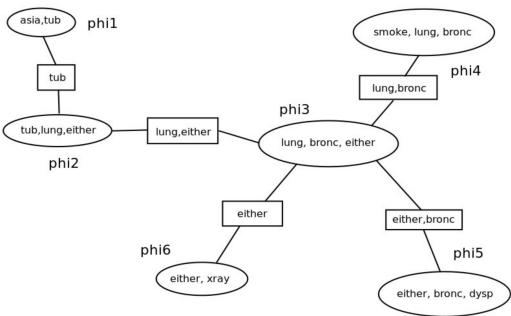 asia,tub
phi1
tub
tub,lung,either
phi2
lung,either
phi3
lung, bronc, either
smoke, lung, bronc
phi4
lung,bronc
either
phi6
either, xray
either,bronc
phi5
either, bronc, dysp